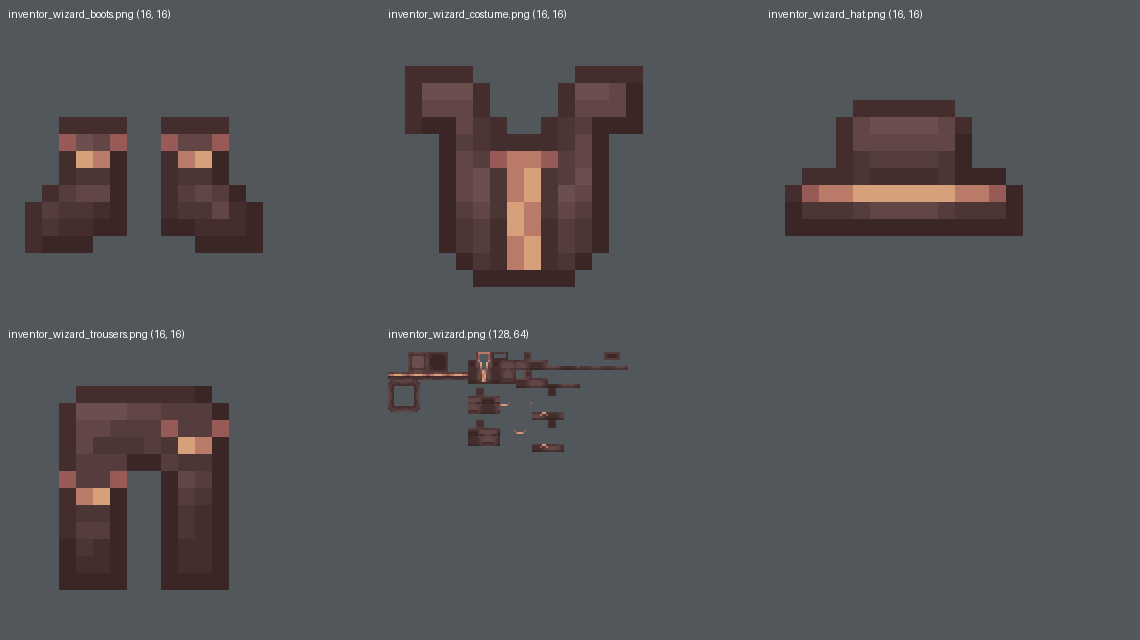 inventor_wizard_boots.png (16, 16)
inventor_wizard_costume.png (16, 16)
inventor_wizard_hat.png (16, 16)
inventor_wizard_trousers.png (16, 16)
inventor_wizard.png (128, 64)